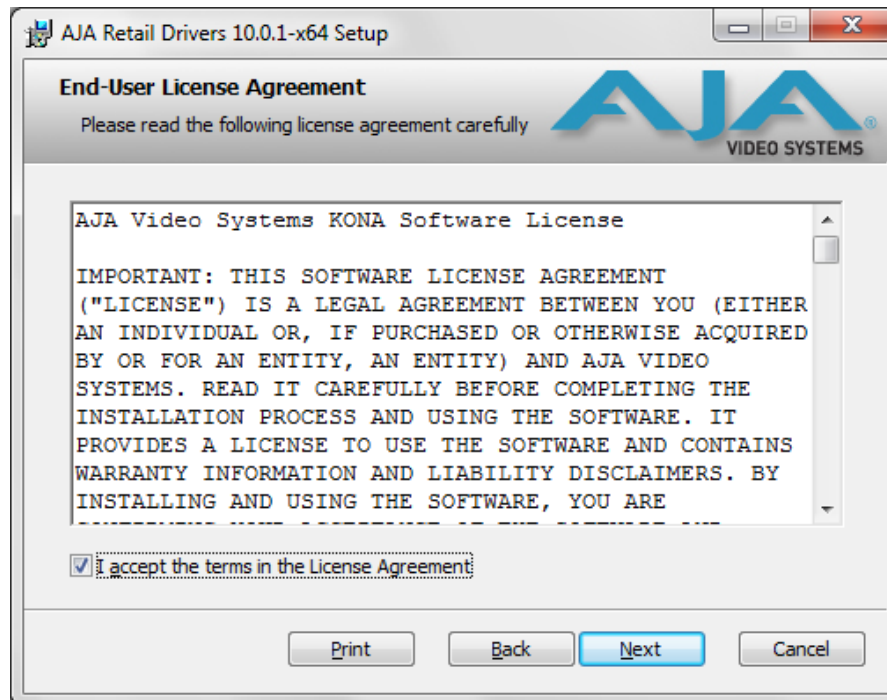 AJA Retail Drivers 10.0.1-x64 Setup
End-User License Agreement
Please read the following license agreement carefully
AJA
VIDEO SYSTEMS
AJA Video Systems KONA Software License
IMPORTANT: THIS SOFTWARE LICENSE AGREEMENT
("LICENSE") IS A LEGAL AGREEMENT BETWEEN YOU (EITHER
AN INDIVIDUAL OR, IF PURCHASED OR OTHERWISE ACQUIRED
BY OR FOR AN ENTITY, AN ENTITY) AND AJA VIDEO
SYSTEMS. READ IT CAREFULLY BEFORE COMPLETING THE
INSTALLATION PROCESS AND USING THE SOFTWARE. IT
PROVIDES A LICENSE TO USE THE SOFTWARE AND CONTAINS
WARRANTY INFORMATION AND LIABILITY DISCLAIMERS. BY
INSTALLING AND USING THE SOFTWARE, YOU ARE
I accept the terms in the License Agreement
Print
Back
Next
Cancel